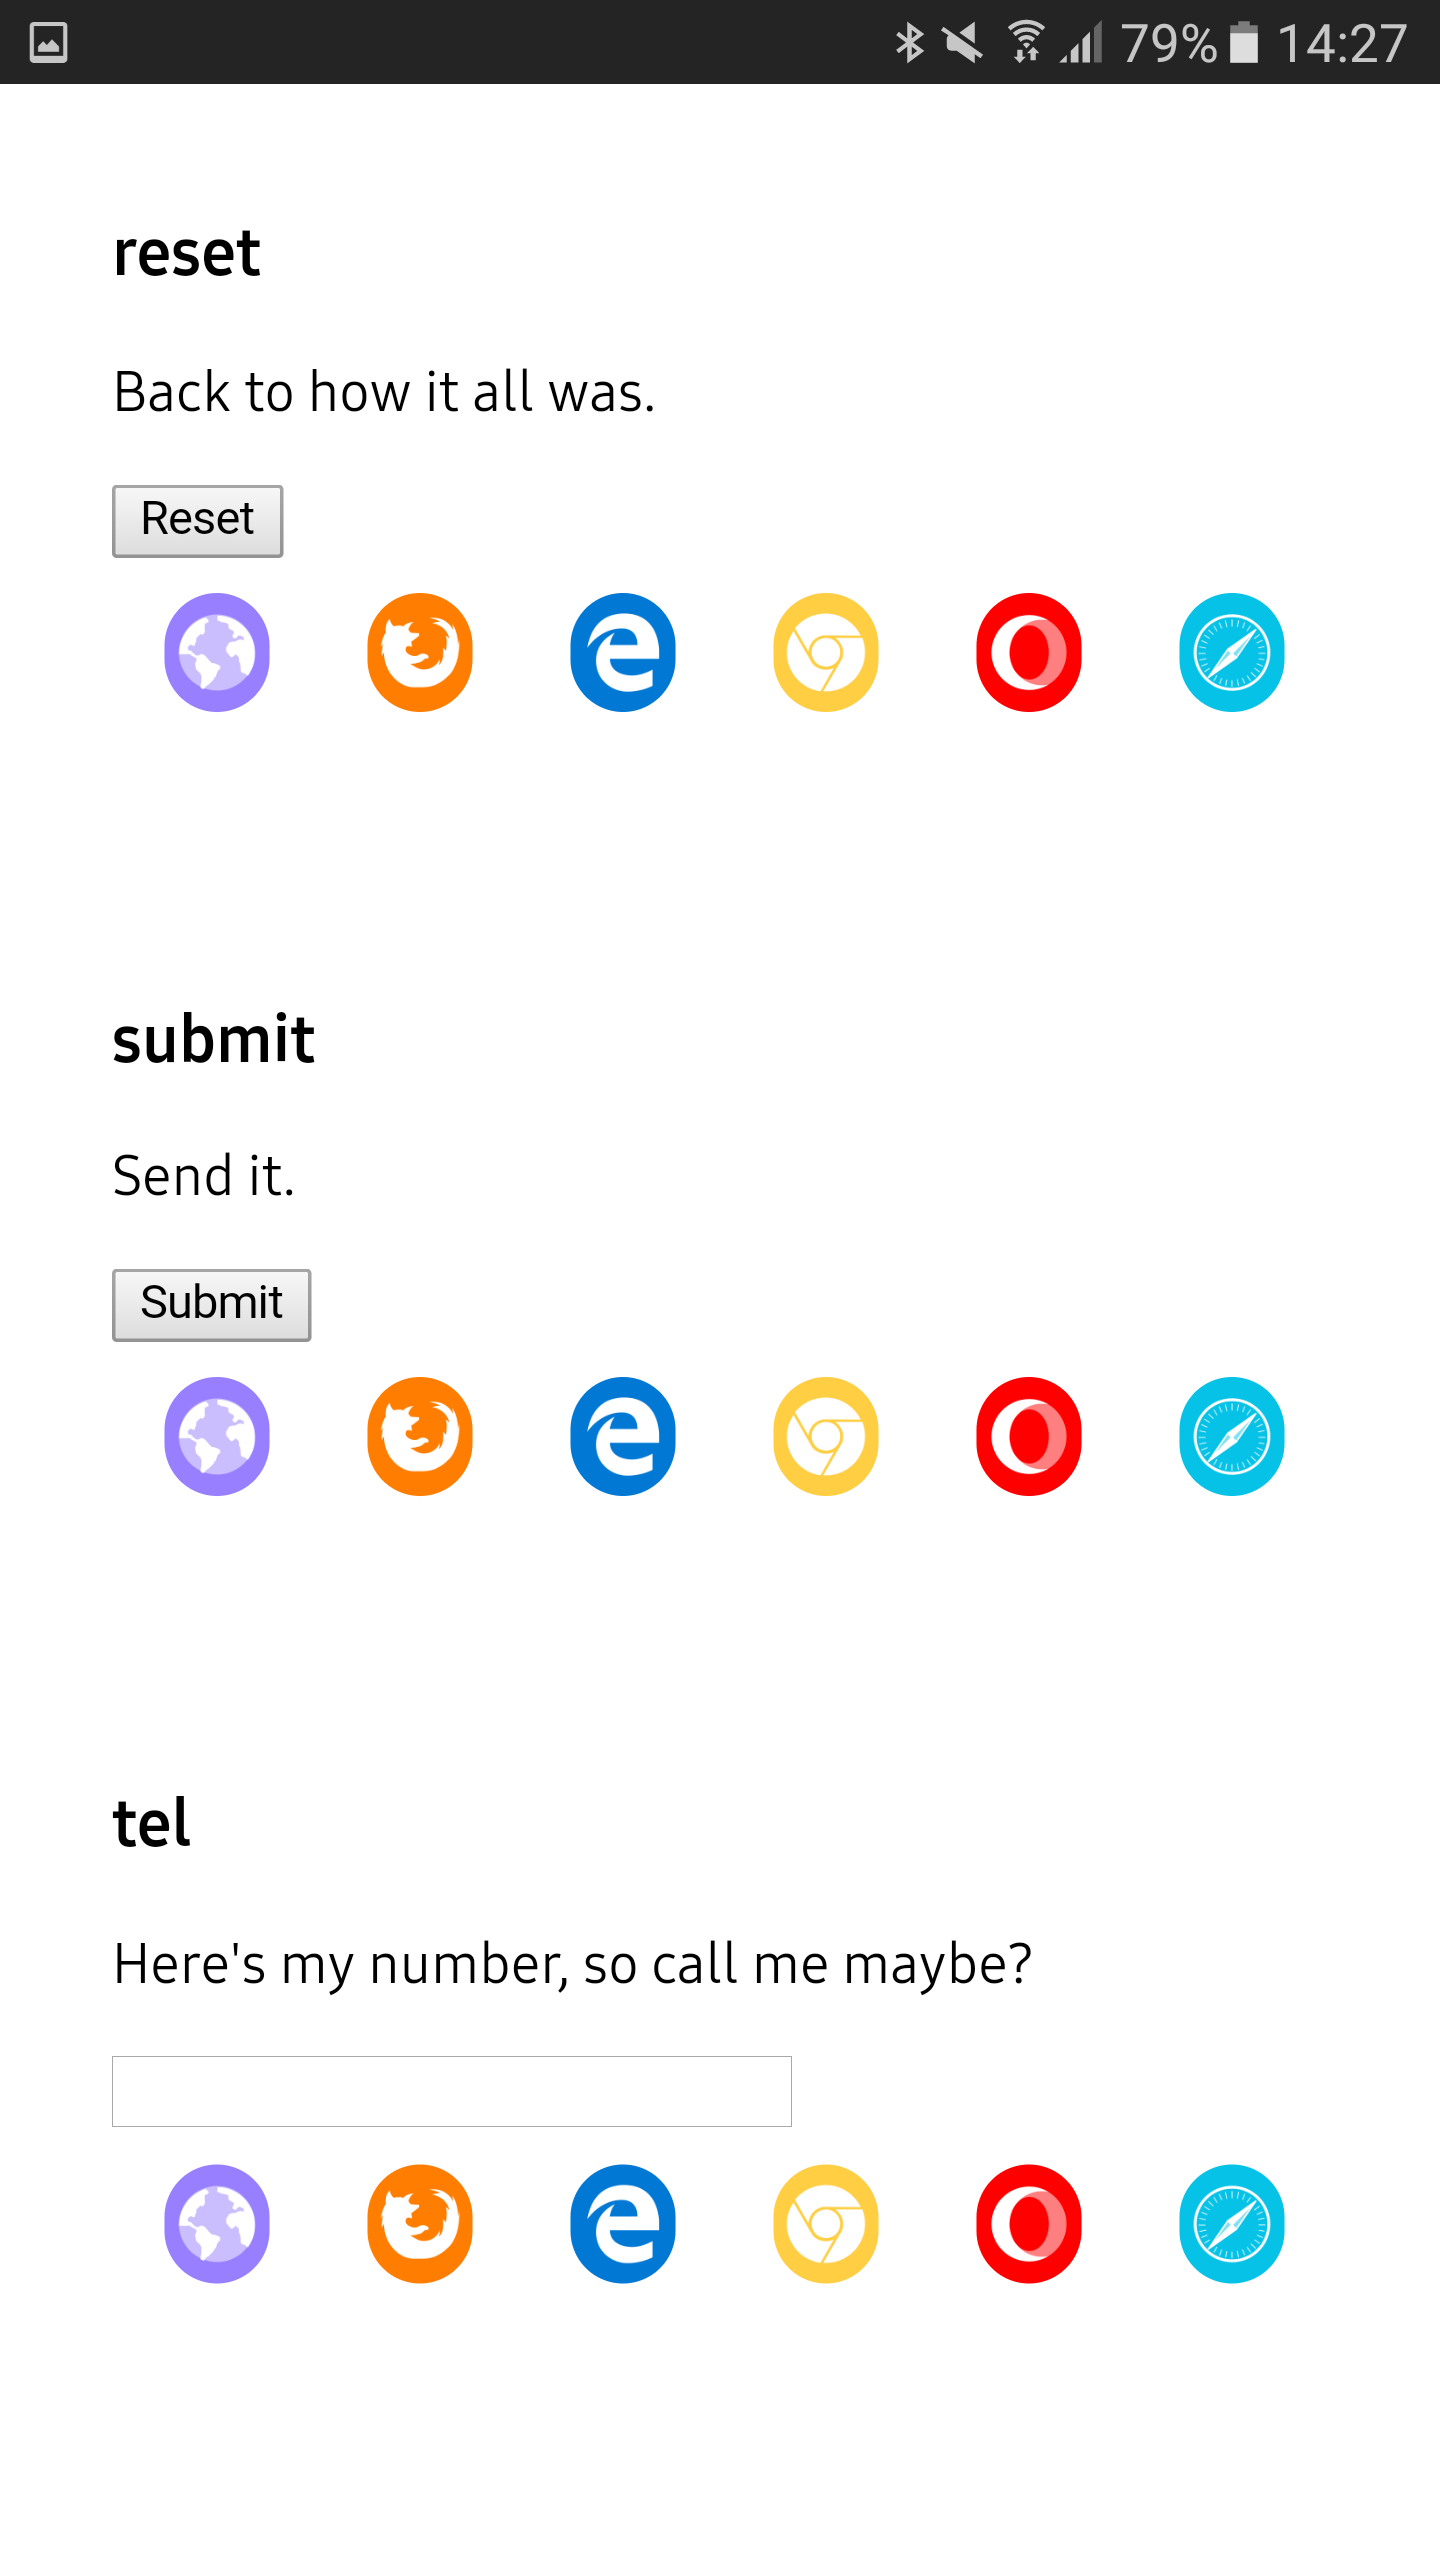 79% 14:27
reset
Back to how it all was.
Reset
submit
Send it.
Submit
tel
Here's my number, so call me maybe?